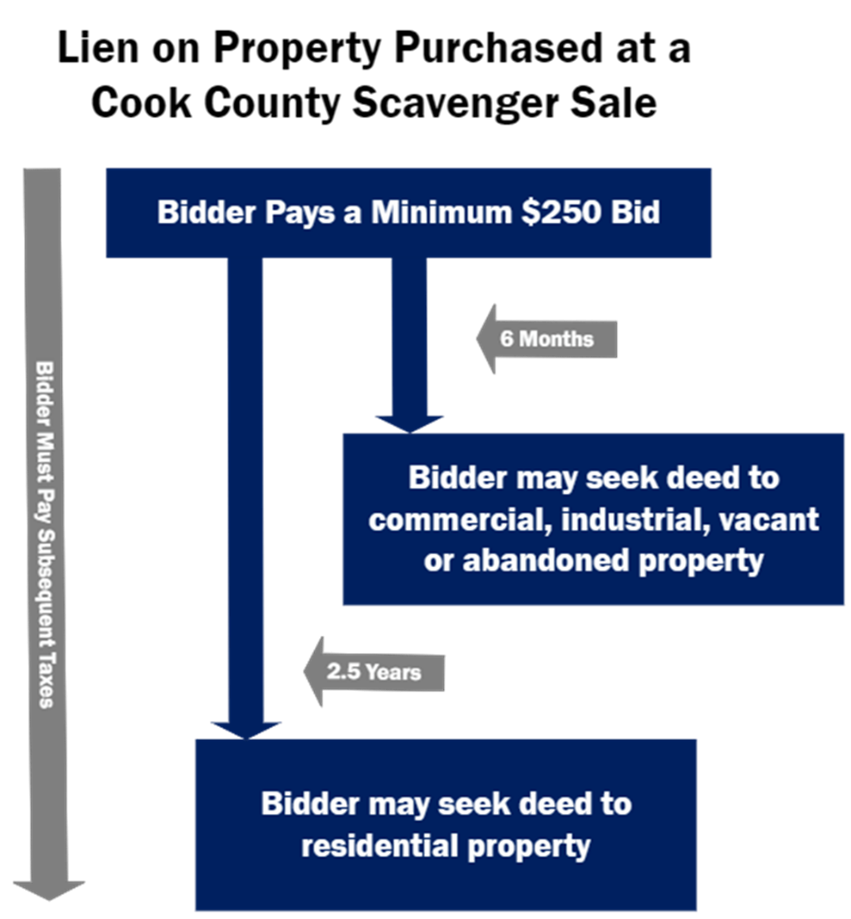 Lien on Property Purchased at a
Cook County Scavenger Sale
Bidder Pays a Minimum $250 Bid
6 Months
Bidder Must Pay Subsequent Taxes
Bidder may seek deed to
commercial, industrial, vacant
or abandoned property
2.5 Years
Bidder may seek deed to
residential property